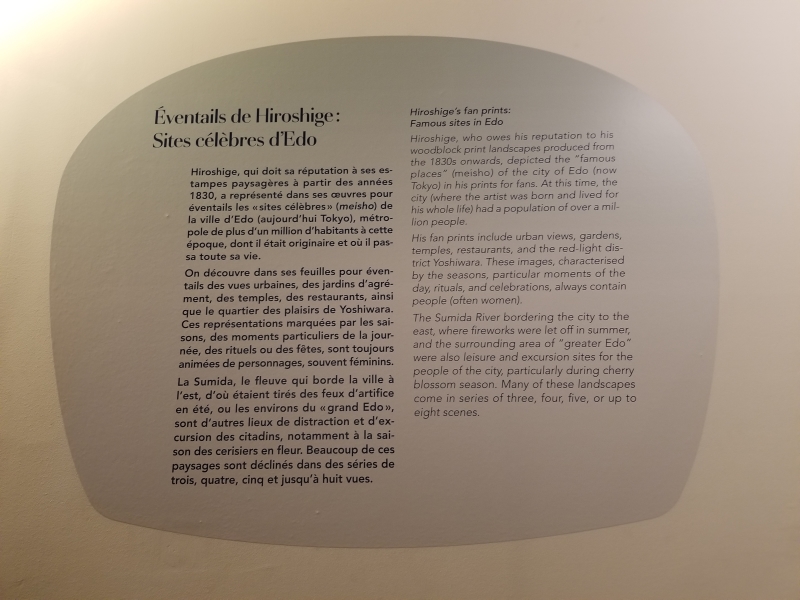 Éventails de Hiroshige :
Sites célèbres d'Edo
Hiroshige, qui doit sa réputation à ses es-
tampes paysagères à partir des années
1830, a représenté dans ses œuvres pour
éventails les « sites célèbres » (meisho) de
la ville d'Edo (aujourd'hui Tokyo), métro-
pole de plus d'un million d'habitants à cette
époque, dont il était originaire et où il pas-
sa toute sa vie.
On découvre dans ses feuilles pour éven-
tails des vues urbaines, des jardins d'agré-
ment, des temples, des restaurants, ainsi
que le quartier des plaisirs de Yoshiwara.
Ces représentations marquées par les sai-
sons, des moments particuliers de la jour-
née, des rituels ou des fêtes, sont toujours
animées de personnages, souvent féminins.
La Sumida, le fleuve qui borde la ville à
l'est, d'où étaient tirés des feux d'artifice
en été, ou les environs du « grand Edo »,
sont d'autres lieux de distraction et d'ex-
cursion des citadins, notamment à la sai-
son des cerisiers en fleur. Beaucoup de ces
paysages sont déclinés dans des séries de
trois, quatre, cinq et jusqu'à huit vues.
Hiroshige's fan prints:
Famous sites in Edo
Hiroshige, who owes his reputation to his
woodblock print landscapes produced from
the 1830s onwards, depicted the "famous
places" (meisho) of the city of Edo (now
Tokyo) in his prints for fans. At this time, the
city (where the artist was born and lived for
his whole life) had a population of over a mil-
lion people.
His fan prints include urban views, gardens,
temples, restaurants, and the red-light dis-
trict Yoshiwara. These images, characterised
by the seasons, particular moments of the
day, rituals, and celebrations, always contain
people (often women).
The Sumida River bordering the city to the
east, where fireworks were let off in summer,
and the surrounding area of "greater Edo"
were also leisure and excursion sites for the
people of the city, particularly during cherry
blossom season. Many of these landscapes
come in series of three, four, five, or up to
eight scenes.